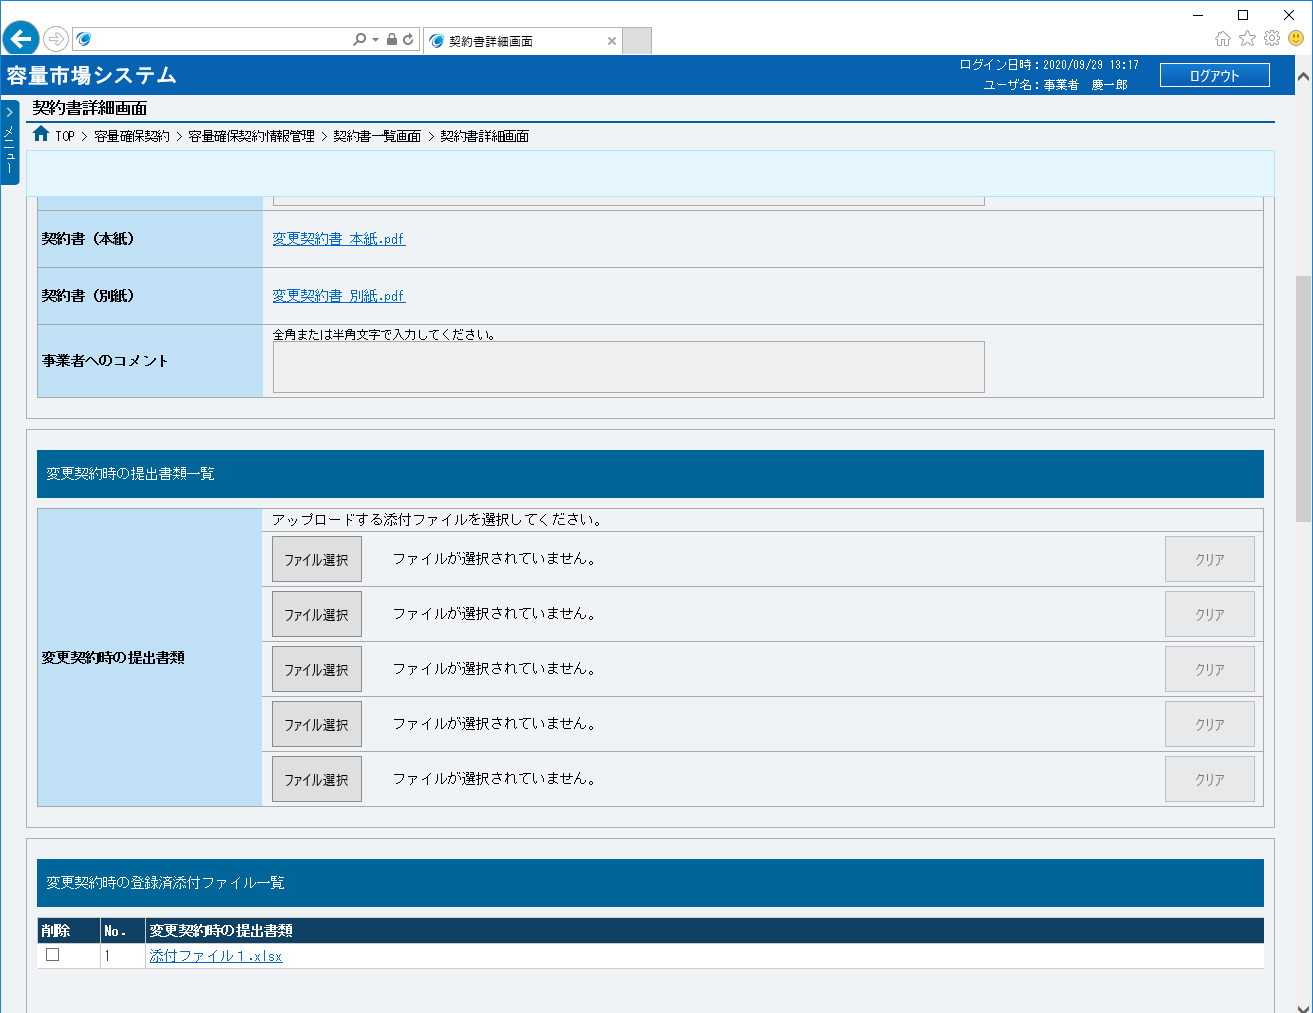 契約書詳細画面
容量市場システム
ログイン日時：2020/09/29 13:17
ユーザ名：事業者　慶一郎
ログアウト
メニュー
契約書詳細画面
TOP > 容量確保契約 > 容量確保契約情報管理 > 契約書一覧画面 > 契約書詳細画面
契約書（本紙）
変更契約書_本紙.pdf
契約書（別紙）
変更契約書_別紙.pdf
事業者へのコメント
全角または半角文字で入力してください。
変更契約時の提出書類一覧
変更契約時の提出書類
アップロードする添付ファイルを選択してください。
ファイル選択 ファイルが選択されていません。 クリア
ファイル選択 ファイルが選択されていません。 クリア
ファイル選択 ファイルが選択されていません。 クリア
ファイル選択 ファイルが選択されていません。 クリア
ファイル選択 ファイルが選択されていません。 クリア
変更契約時の登録済添付ファイル一覧
削除 No. 変更契約時の提出書類
1 添付ファイル１.xlsx